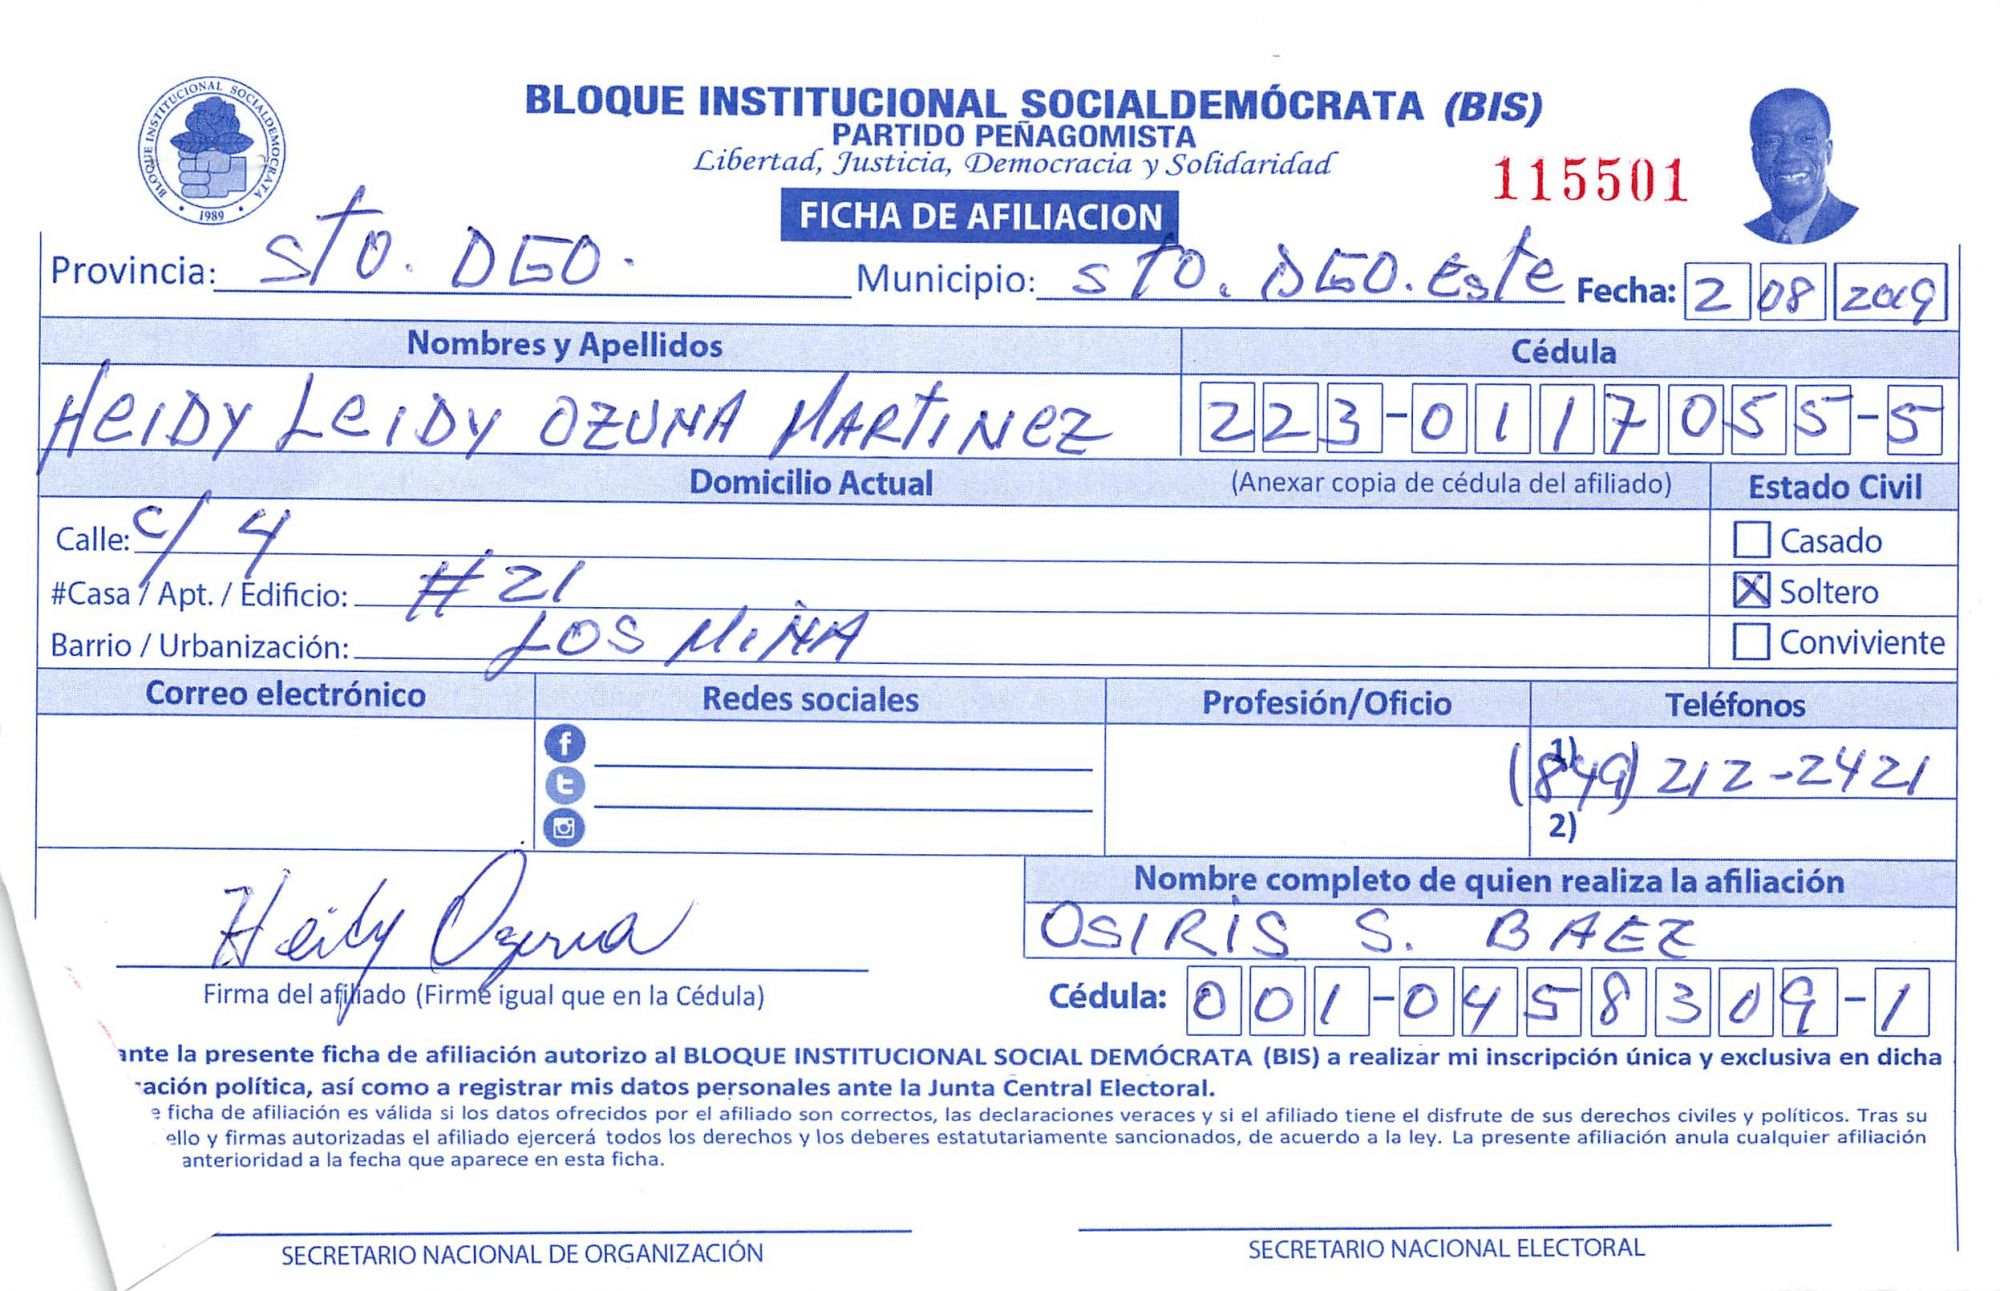 BLOQUE INSTITUCIONAL SOCIALDEMOCRATA
1989
BLOQUE INSTITUCIONAL SOCIALDEMÓCRATA (BIS)
PARTIDO PEÑAGOMISTA
Libertad, Justicia, Democracia y Solidaridad
115501
FICHA DE AFILIACION
Provincia: Sto. DGO. Municipio: Sto. DGO. Este Fecha: 2 08 2019
Nombres y Apellidos Cédula
HEIDY LEIDY OZUNA MARTINEZ 223-0117055-5
Domicilio Actual (Anexar copia de cédula del afiliado) Estado Civil
Calle: C/ 4 Casado
#Casa / Apt. / Edificio: #21 X Soltero
Barrio / Urbanización: LOS MIÑA Conviviente
Correo electrónico Redes sociales Profesión/Oficio Teléfonos
1) (849) 212-2421
2)
Nombre completo de quien realiza la afiliación
Heidy Ozuna OSIRIS S. BAEZ
Firma del afiliado (Firme igual que en la Cédula) Cédula: 001-0458309-1
ante la presente ficha de afiliación autorizo al BLOQUE INSTITUCIONAL SOCIAL DEMÓCRATA (BIS) a realizar mi inscripción única y exclusiva en dicha
ación política, así como a registrar mis datos personales ante la Junta Central Electoral.
e ficha de afiliación es válida si los datos ofrecidos por el afiliado son correctos, las declaraciones veraces y si el afiliado tiene el disfrute de sus derechos civiles y políticos. Tras su
ello y firmas autorizadas el afiliado ejercerá todos los derechos y los deberes estatutariamente sancionados, de acuerdo a la ley. La presente afiliación anula cualquier afiliación
anterioridad a la fecha que aparece en esta ficha.
SECRETARIO NACIONAL DE ORGANIZACIÓN SECRETARIO NACIONAL ELECTORAL